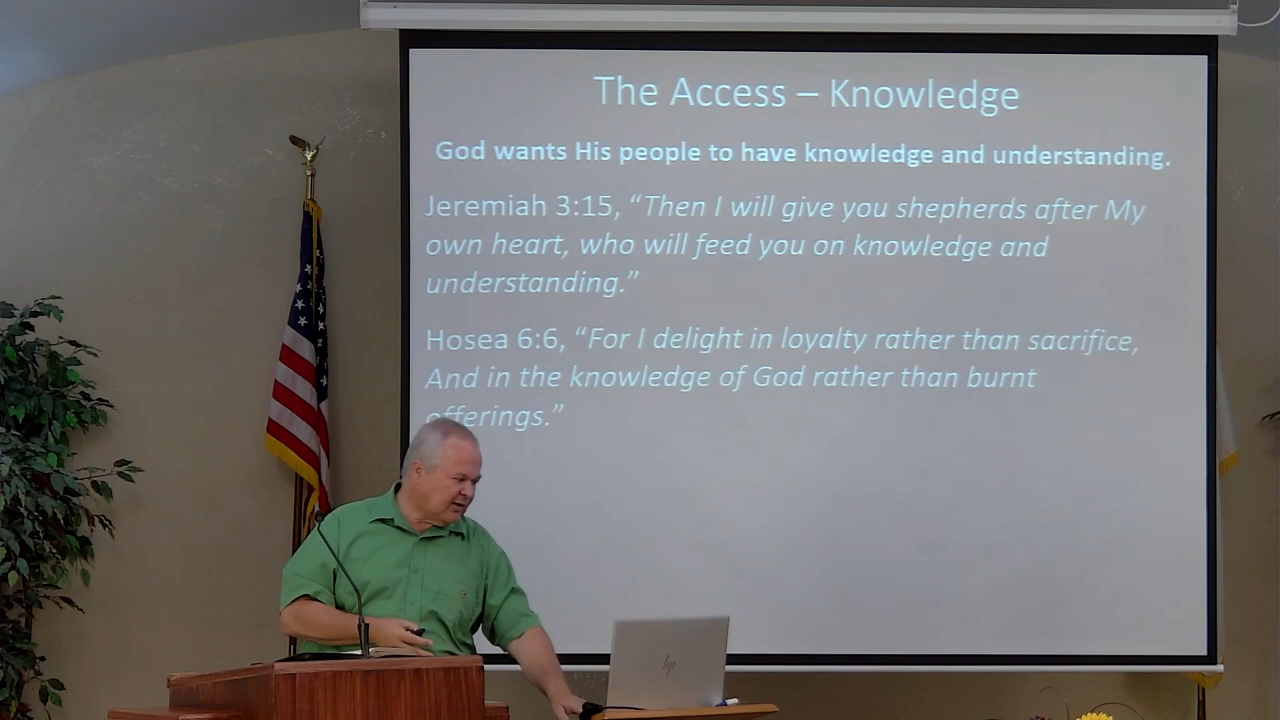 The Access – Knowledge
God wants His people to have knowledge and understanding.
Jeremiah 3:15, “Then I will give you shepherds after My
own heart, who will feed you on knowledge and
understanding.”
Hosea 6:6, “For I delight in loyalty rather than sacrifice,
And in the knowledge of God rather than burnt
offerings.”
hp